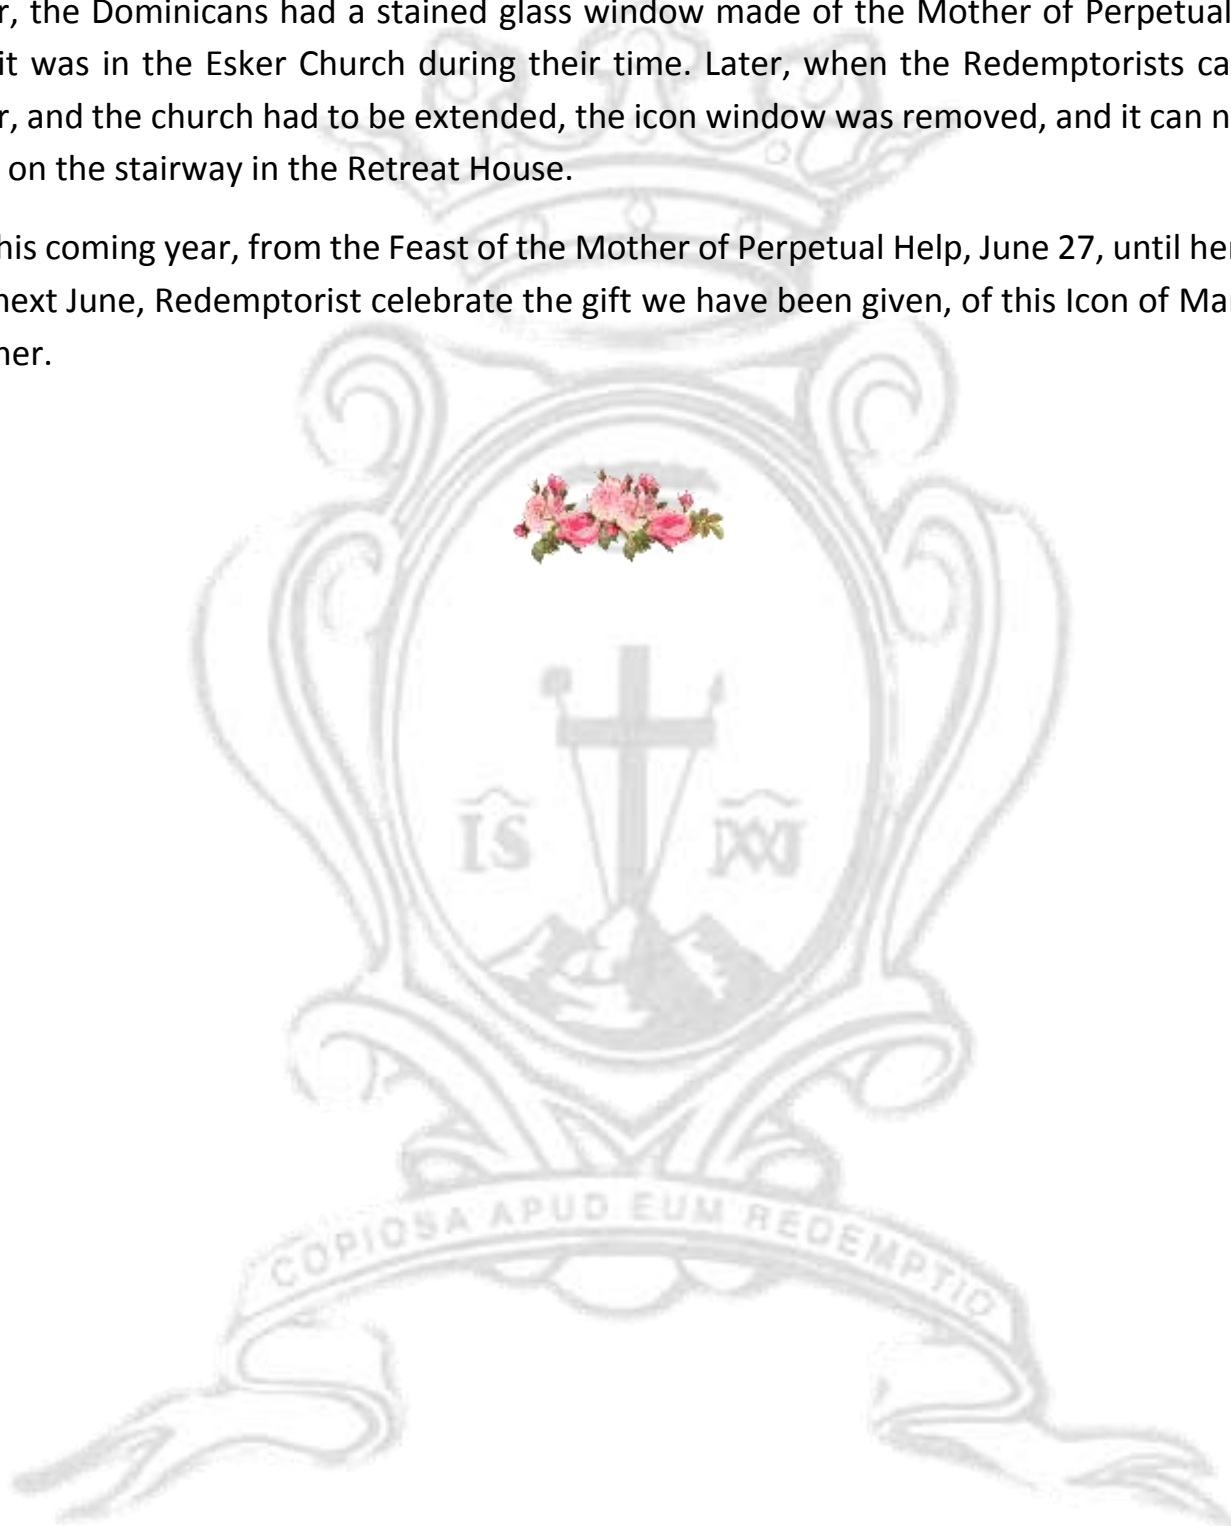 r, the Dominicans had a stained glass window made of the Mother of Perpetual
it was in the Esker Church during their time. Later, when the Redemptorists ca
r, and the church had to be extended, the icon window was removed, and it can n
on the stairway in the Retreat House.
his coming year, from the Feast of the Mother of Perpetual Help, June 27, until her
next June, Redemptorist celebrate the gift we have been given, of this Icon of Mar
her.
IS
COPIOSA APUD EUM REDEMPTIO